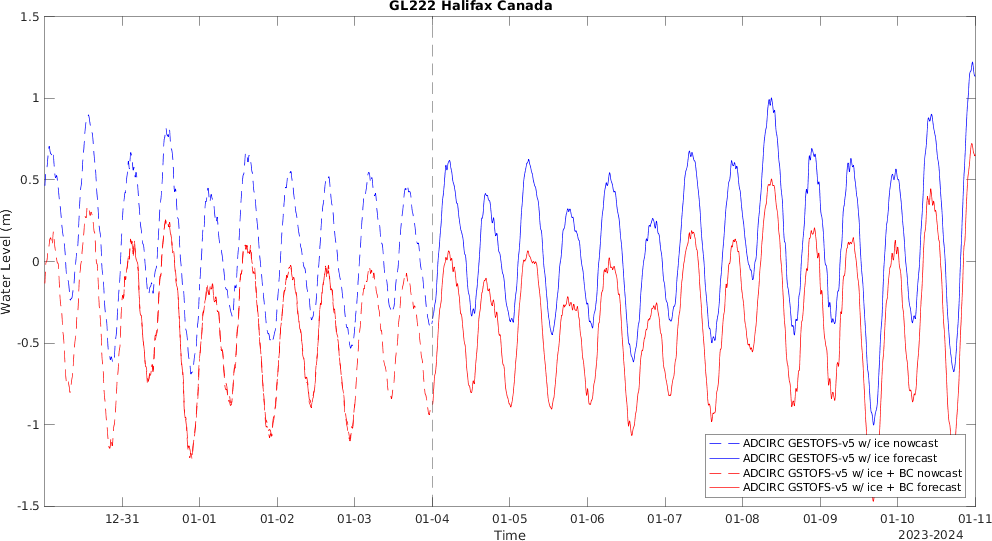 GL222 Halifax Canada
1.5
1
0.5
0
-0.5
-1
-1.5
Water Level (m)
ADCIRC GESTOFS-v5 w/ ice nowcast
ADCIRC GESTOFS-v5 w/ ice forecast
ADCIRC GSTOFS-v5 w/ ice + BC nowcast
ADCIRC GSTOFS-v5 w/ ice + BC forecast
12-31 01-01 01-02 01-03 01-04 01-05 01-06 01-07 01-08 01-09 01-10 01-11
Time
2023-2024